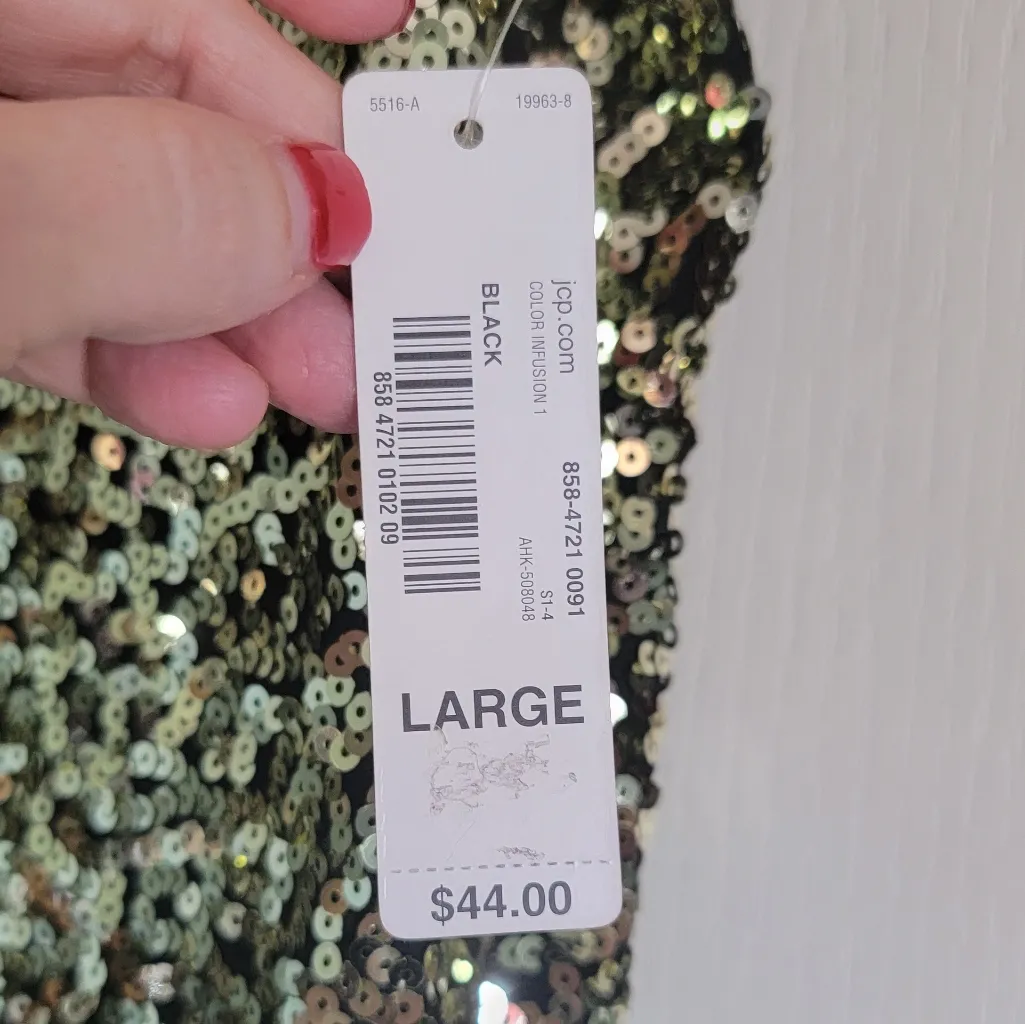 5516-A 19963-8
jcp.com
COLOR INFUSION 1
BLACK
858-4721 0091
S1-4
AHK-508048
858 4721 0102 09
LARGE
$44.00